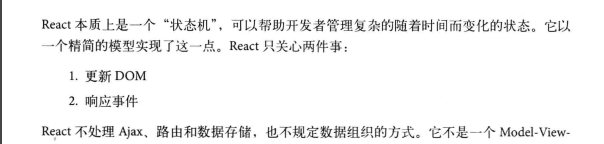 React 本质上是一个“状态机”，可以帮助开发者管理复杂的随着时间而变化的状态。它以
一个精简的模型实现了这一点。React 只关心两件事：
1. 更新 DOM
2. 响应事件
React 不处理 Ajax、路由和数据存储，也不规定数据组织的方式。它不是一个 Model-View-